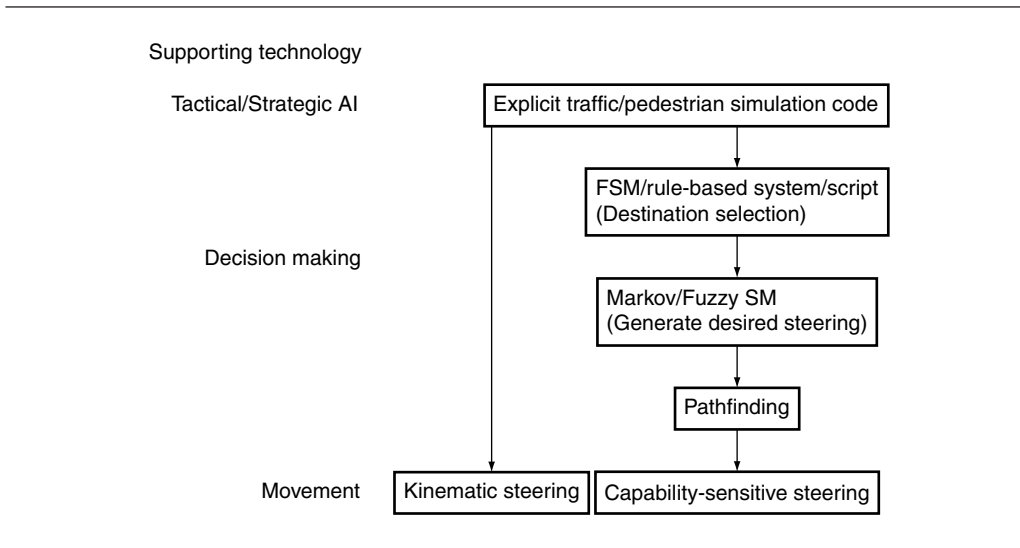 Supporting technology
Tactical/Strategic AI
Explicit traffic/pedestrian simulation code
FSM/rule-based system/script
(Destination selection)
Decision making
Markov/Fuzzy SM
(Generate desired steering)
Pathfinding
Movement
Kinematic steering
Capability-sensitive steering